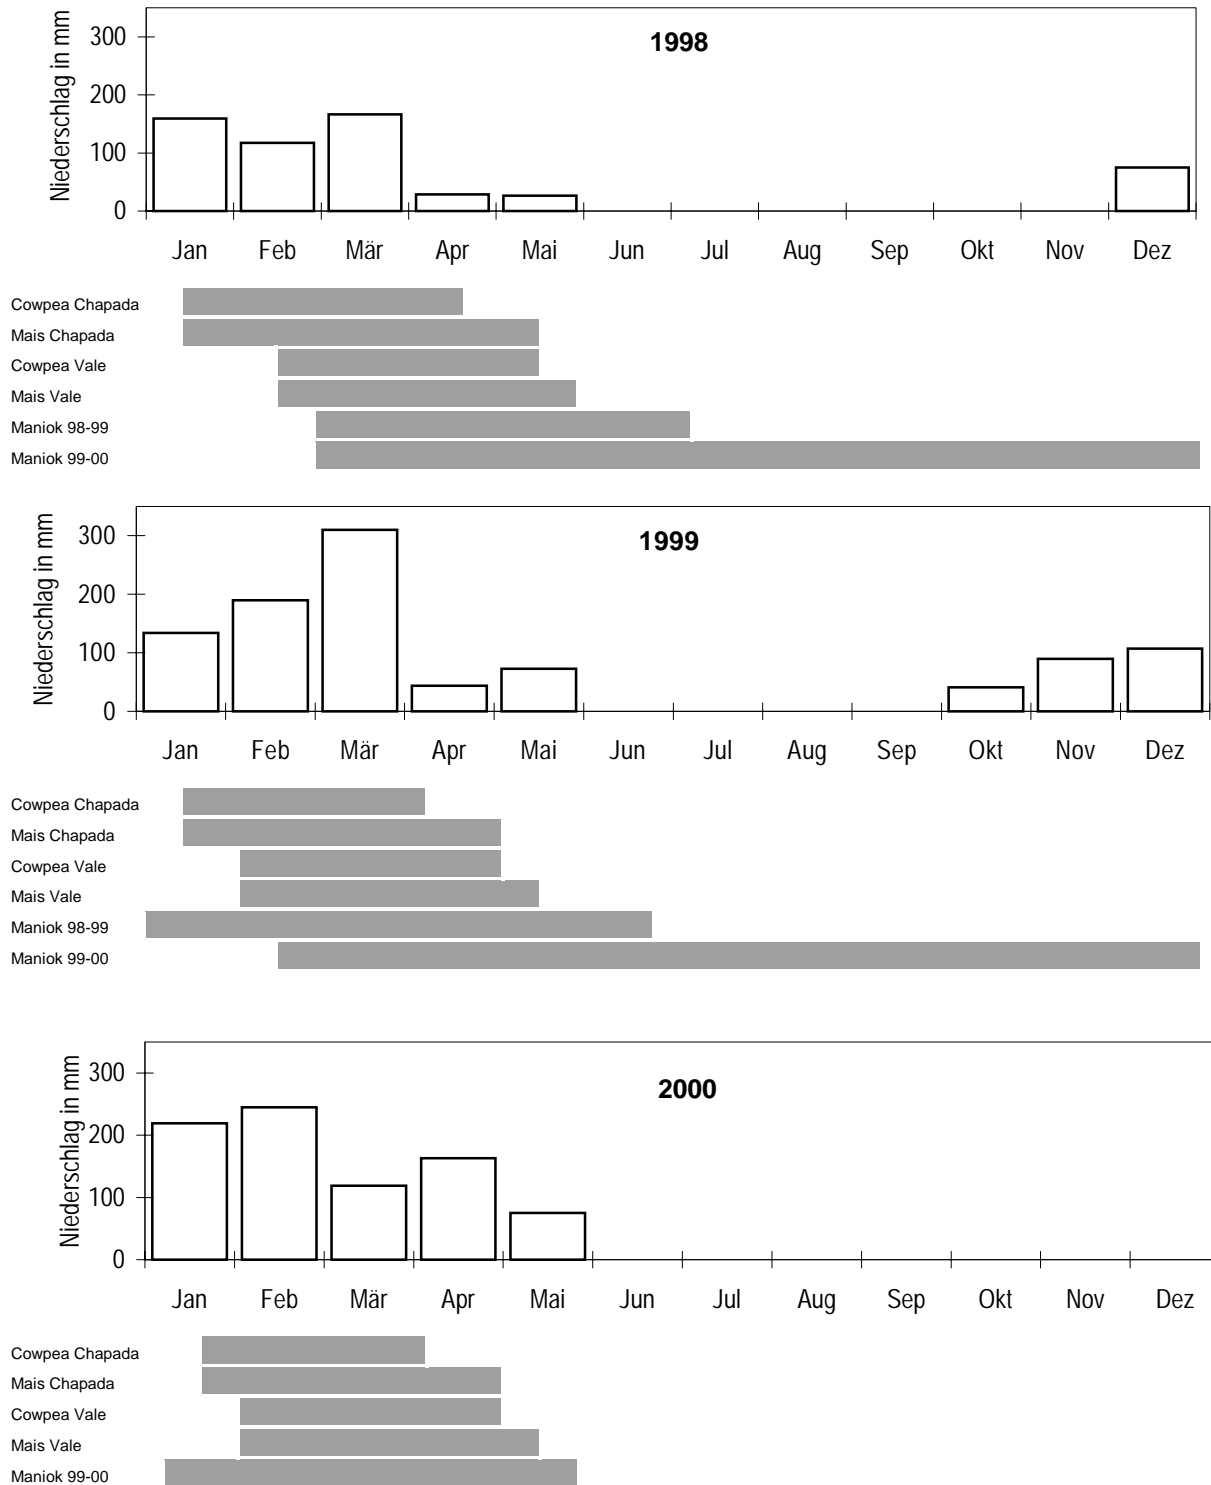 1998
Niederschlag in mm
300
200
100
0
Jan Feb Mär Apr Mai Jun Jul Aug Sep Okt Nov Dez
Cowpea Chapada
Mais Chapada
Cowpea Vale
Mais Vale
Maniok 98-99
Maniok 99-00
1999
Niederschlag in mm
300
200
100
0
Jan Feb Mär Apr Mai Jun Jul Aug Sep Okt Nov Dez
Cowpea Chapada
Mais Chapada
Cowpea Vale
Mais Vale
Maniok 98-99
Maniok 99-00
2000
Niederschlag in mm
300
200
100
0
Jan Feb Mär Apr Mai Jun Jul Aug Sep Okt Nov Dez
Cowpea Chapada
Mais Chapada
Cowpea Vale
Mais Vale
Maniok 99-00